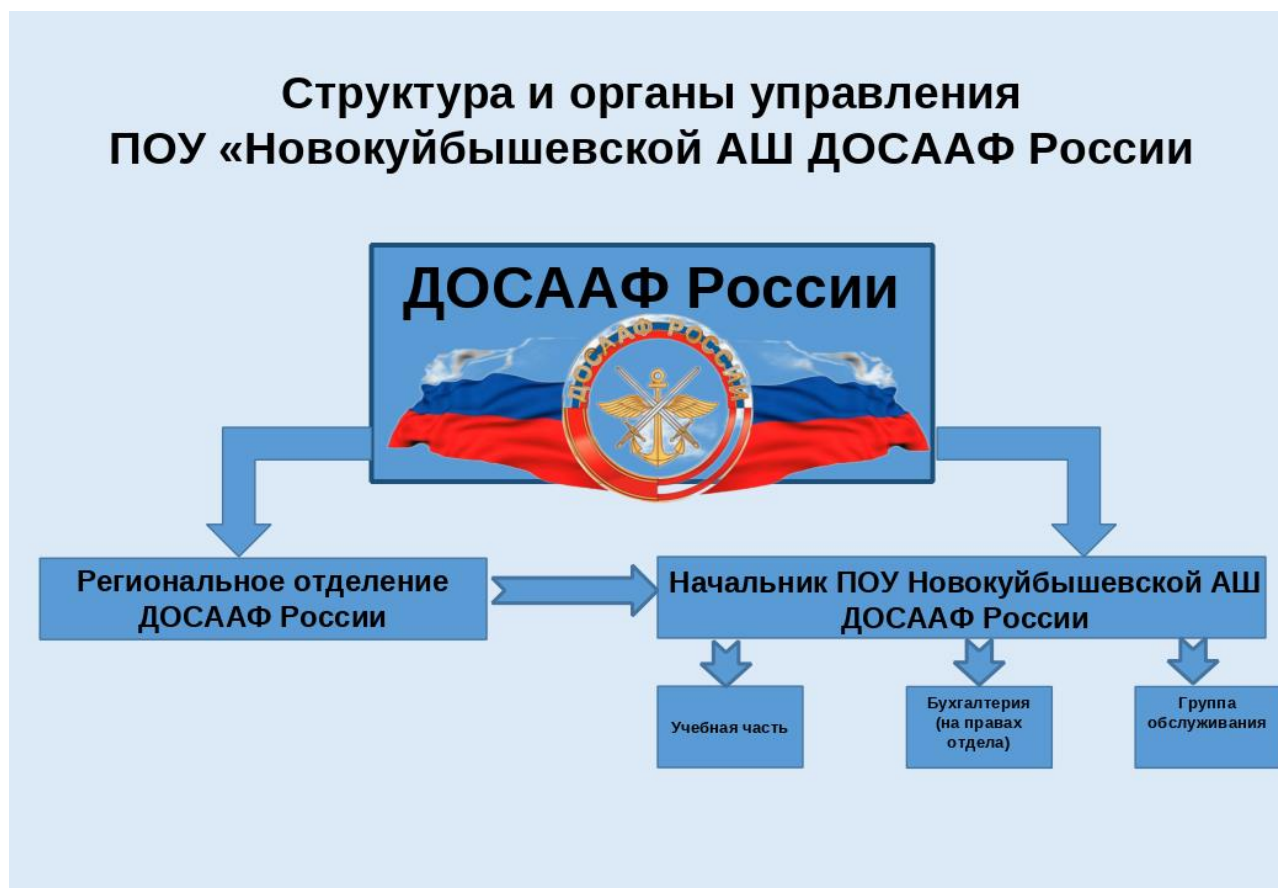 Структура и органы управления
ПОУ «Новокуйбышевской АШ ДОСААФ России
ДОСААФ России
ДОСААФ РОССИИ
Региональное отделение
ДОСААФ России
Начальник ПОУ Новокуйбышевской АШ
ДОСААФ России
Учебная часть
Бухгалтерия
(на правах
отдела)
Группа
обслуживания